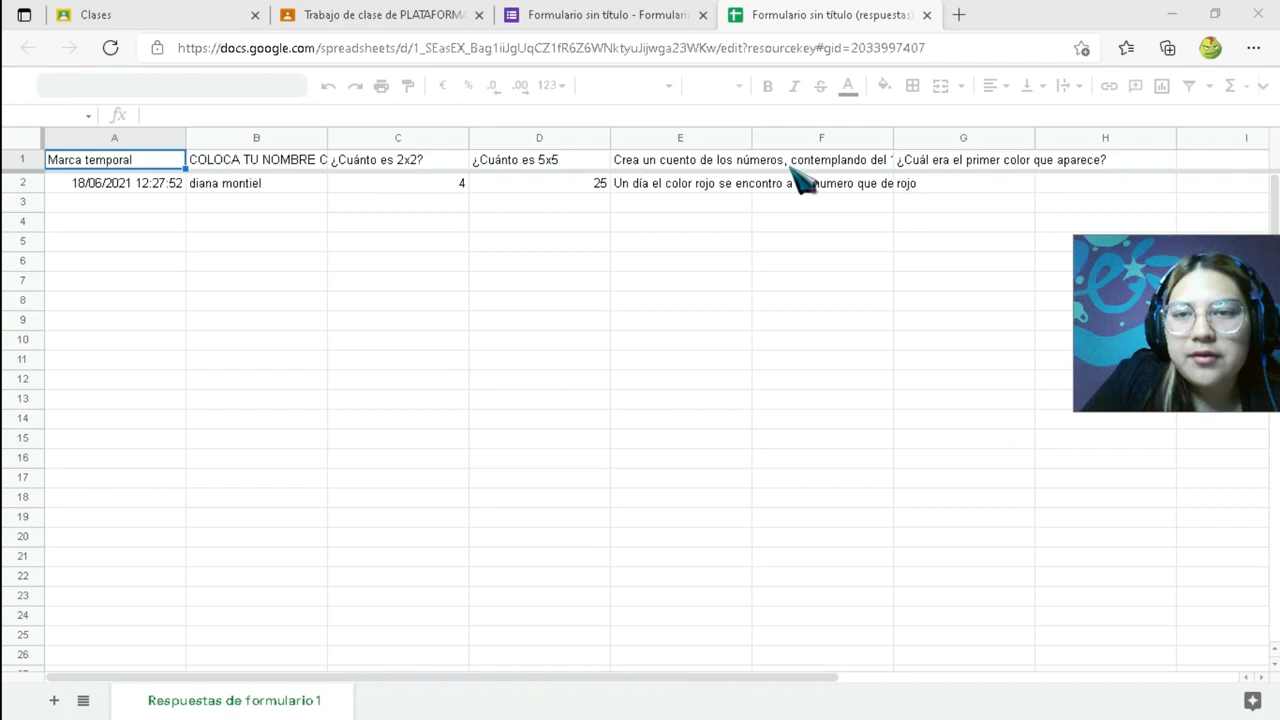 Clases
Trabajo de clase de PLATAFORMA
Formulario sin título - Formulari
Formulario sin título (respuestas)
https://docs.google.com/spreadsheets/d/1_SEasEX_Bag1iiJgUqCZ1fR6Z6WNktyuJijwga23WKw/edit?resourcekey#gid=2033997407
€ % .0 .00 123 B I S A Σ
fx
A B C D E F G H I
1 Marca temporal COLOCA TU NOMBRE C ¿Cuánto es 2x2? ¿Cuánto es 5x5 Crea un cuento de los números, contemplando del ¿Cuál era el primer color que aparece?
2 18/06/2021 12:27:52 diana montiel 4 25 Un día el color rojo se encontro a numero que de rojo
3
4
5
6
7
8
9
10
11
12
13
14
15
16
17
18
19
20
21
22
23
24
25
26
Respuestas de formulario 1